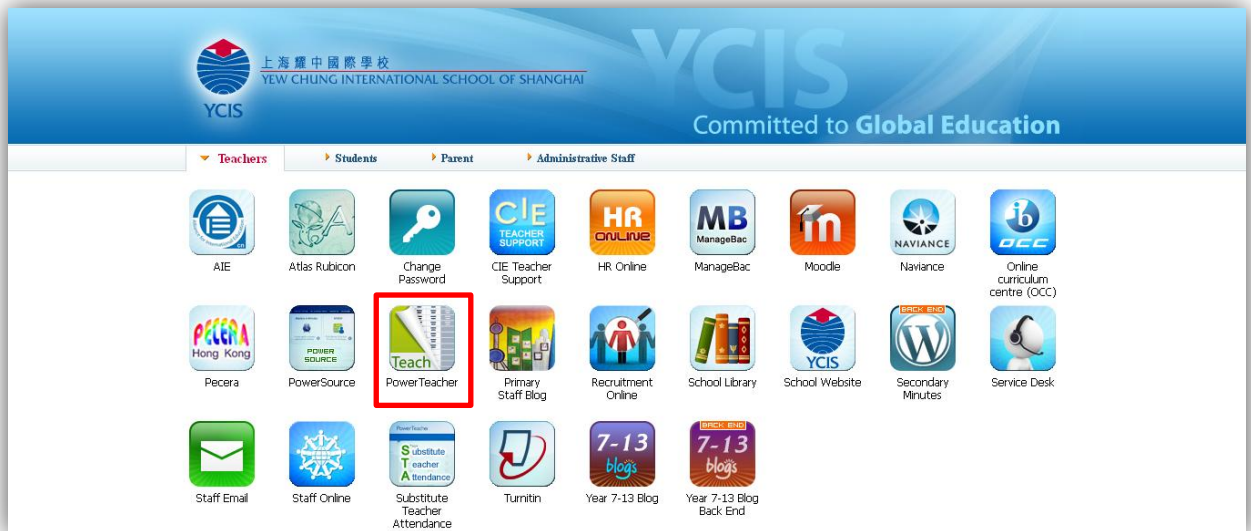 上海耀中國際學校
YEW CHUNG INTERNATIONAL SCHOOL OF SHANGHAI
YCIS
YCIS
Committed to Global Education
Teachers
Students
Parent
Administrative Staff
CIE
TEACHER
SUPPORT
HR
ONLINE
MB
ManageBac
m
NAVIANCE
ib
OCC
AIE
Atlas Rubicon
Change
Password
CIE Teacher
Support
HR Online
ManageBac
Moodle
Naviance
Online
curriculum
centre (OCC)
PECERA
Hong Kong
POWER
SOURCE
Teach
YCIS
BACK END
W
Pecera
PowerSource
PowerTeacher
Primary
Staff Blog
Recruitment
Online
School Library
School Website
Secondary
Minutes
Service Desk
PowerTeacher
Substitute
Teacher
Attendance
7-13
blogs
BACK END
7-13
blogs
Staff Email
Staff Online
Substitute
Teacher
Attendance
Turnitin
Year 7-13 Blog
Year 7-13 Blog
Back End